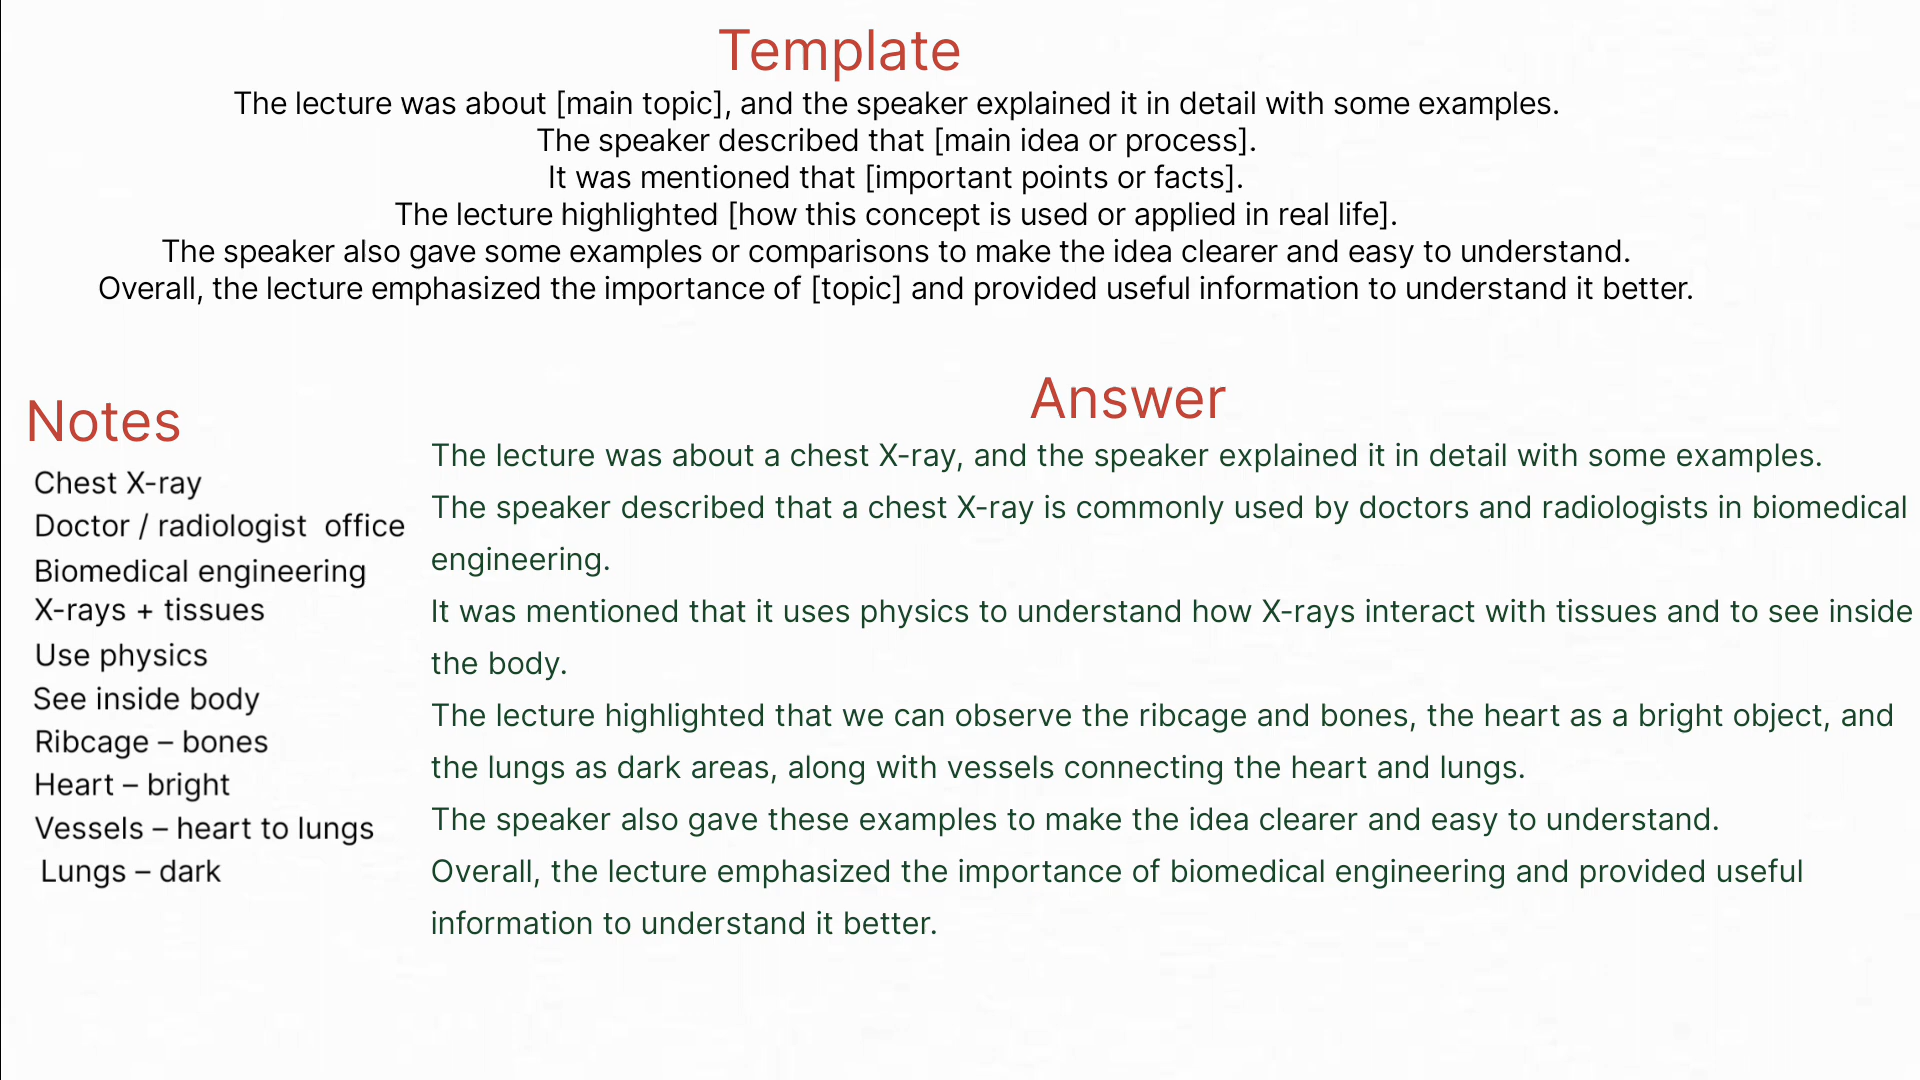 Template
The lecture was about [main topic], and the speaker explained it in detail with some examples.
The speaker described that [main idea or process].
It was mentioned that [important points or facts].
The lecture highlighted [how this concept is used or applied in real life].
The speaker also gave some examples or comparisons to make the idea clearer and easy to understand.
Overall, the lecture emphasized the importance of [topic] and provided useful information to understand it better.
Notes
Chest X-ray
Doctor / radiologist office
Biomedical engineering
X-rays + tissues
Use physics
See inside body
Ribcage – bones
Heart – bright
Vessels – heart to lungs
Lungs – dark
Answer
The lecture was about a chest X-ray, and the speaker explained it in detail with some examples.
The speaker described that a chest X-ray is commonly used by doctors and radiologists in biomedical
engineering.
It was mentioned that it uses physics to understand how X-rays interact with tissues and to see inside
the body.
The lecture highlighted that we can observe the ribcage and bones, the heart as a bright object, and
the lungs as dark areas, along with vessels connecting the heart and lungs.
The speaker also gave these examples to make the idea clearer and easy to understand.
Overall, the lecture emphasized the importance of biomedical engineering and provided useful
information to understand it better.